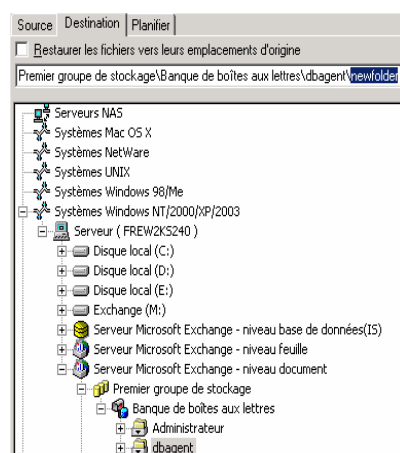 Source
Destination
Planifier
Restaurer les fichiers vers leurs emplacements d'origine
Premier groupe de stockage\Banque de boîtes aux lettres\dbagent\newfolder
Serveurs NAS
Systèmes Mac OS X
Systèmes NetWare
Systèmes UNIX
Systèmes Windows 98/Me
Systèmes Windows NT/2000/XP/2003
Serveur ( FREW2KS240 )
Disque local (C:)
Disque local (D:)
Disque local (E:)
Exchange (M:)
Serveur Microsoft Exchange - niveau base de données(IS)
Serveur Microsoft Exchange - niveau feuille
Serveur Microsoft Exchange - niveau document
Premier groupe de stockage
Banque de boîtes aux lettres
Administrateur
dbagent